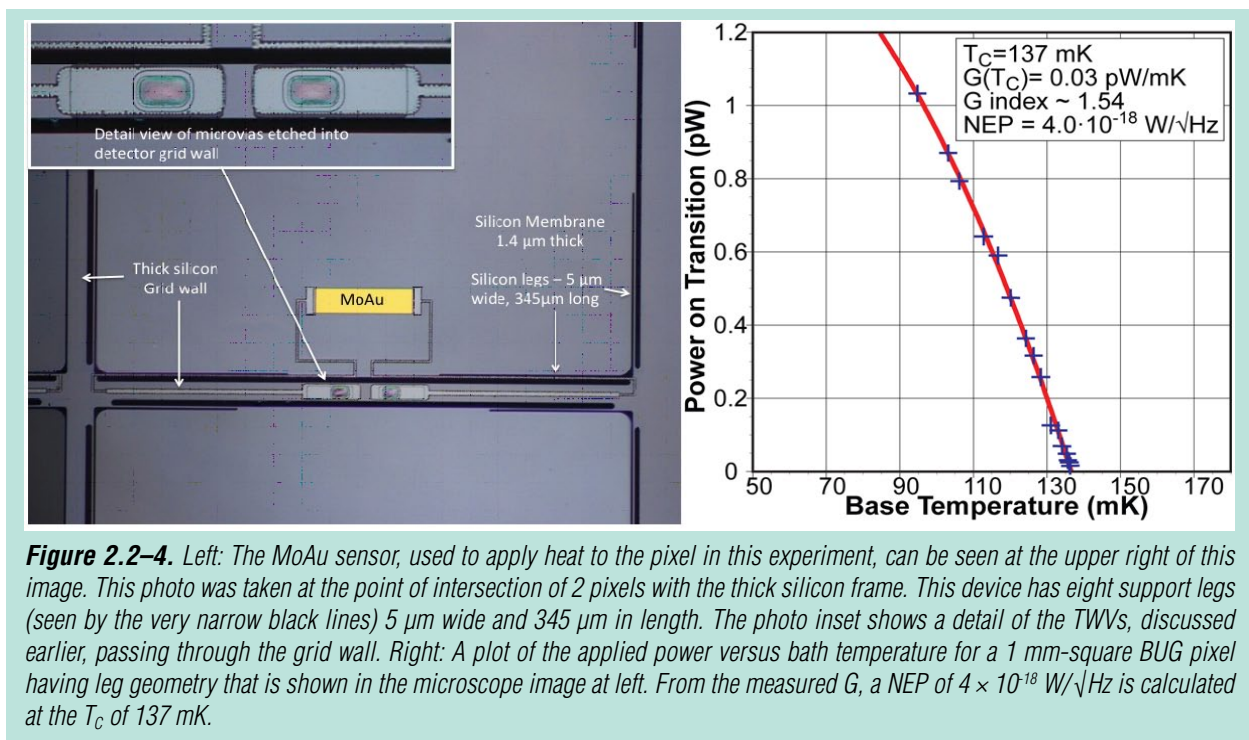 Detail view of microvias etched into
detector grid wall
Silicon Membrane
1.4 µm thick
Thick silicon
Grid wall
Silicon legs – 5 µm
wide, 345µm long
MoAu
Power on Transition (pW)
1.2
1
0.8
0.6
0.4
0.2
0
T_C=137 mK
G(T_C)= 0.03 pW/mK
G index ~ 1.54
NEP = 4.0·10⁻¹⁸ W/√Hz
50 70 90 110 130 150 170
Base Temperature (mK)
Figure 2.2–4. Left: The MoAu sensor, used to apply heat to the pixel in this experiment, can be seen at the upper right of this
image. This photo was taken at the point of intersection of 2 pixels with the thick silicon frame. This device has eight support legs
(seen by the very narrow black lines) 5 µm wide and 345 µm in length. The photo inset shows a detail of the TWVs, discussed
earlier, passing through the grid wall. Right: A plot of the applied power versus bath temperature for a 1 mm-square BUG pixel
having leg geometry that is shown in the microscope image at left. From the measured G, a NEP of 4 × 10⁻¹⁸ W/√Hz is calculated
at the T_C of 137 mK.